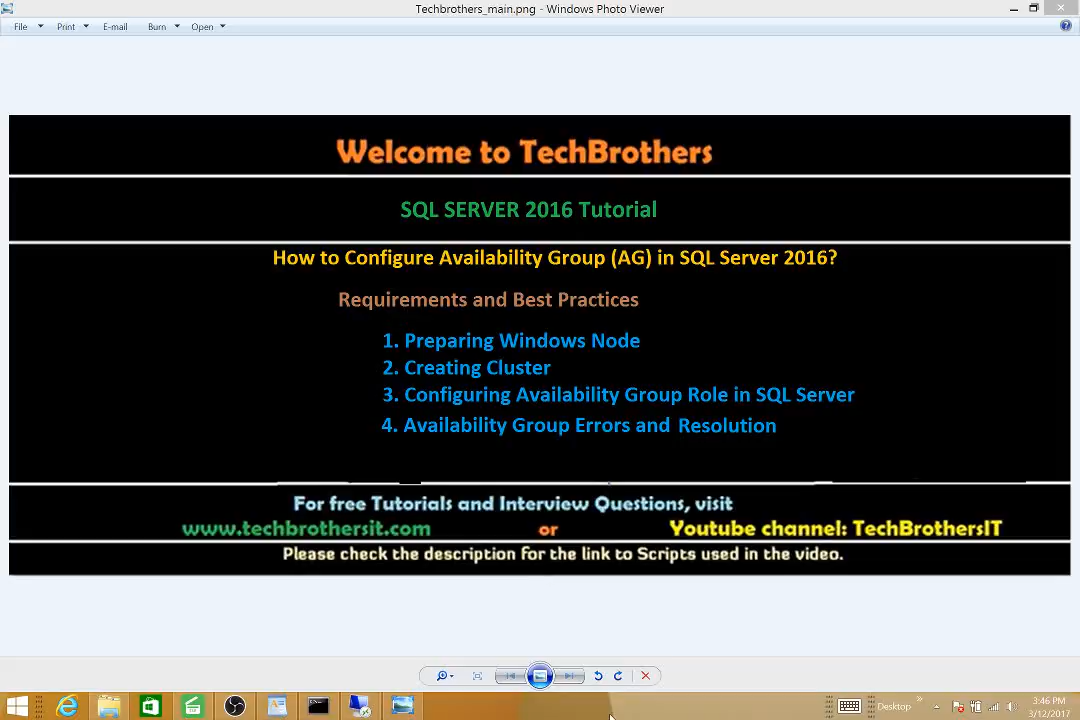 Techbrothers_main.png - Windows Photo Viewer
File Print E-mail Burn Open
Welcome to TechBrothers
SQL SERVER 2016 Tutorial
How to Configure Availability Group (AG) in SQL Server 2016?
Requirements and Best Practices
1. Preparing Windows Node
2. Creating Cluster
3. Configuring Availability Group Role in SQL Server
4. Availability Group Errors and Resolution
For free Tutorials and Interview Questions, visit
www.techbrothersit.com or Youtube channel: TechBrothersIT
Please check the description for the link to Scripts used in the video.
Desktop
3:46 PM
3/12/2017